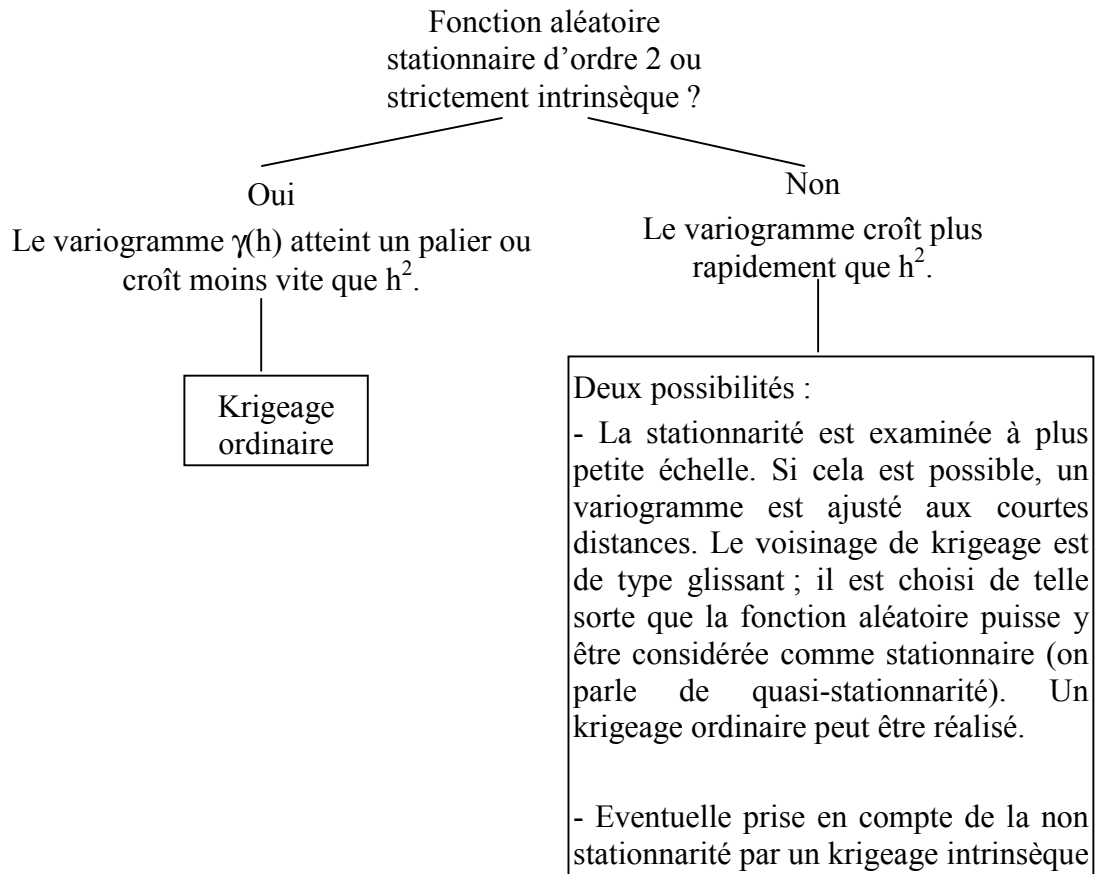 Fonction aléatoire
stationnaire d'ordre 2 ou
strictement intrinsèque ?
Oui
Le variogramme γ(h) atteint un palier ou
croît moins vite que h².
Krigeage
ordinaire
Non
Le variogramme croît plus
rapidement que h².
Deux possibilités :
- La stationnarité est examinée à plus
petite échelle. Si cela est possible, un
variogramme est ajusté aux courtes
distances. Le voisinage de krigeage est
de type glissant ; il est choisi de telle
sorte que la fonction aléatoire puisse y
être considérée comme stationnaire (on
parle de quasi-stationnarité). Un
krigeage ordinaire peut être réalisé.
- Eventuelle prise en compte de la non
stationnarité par un krigeage intrinsèque